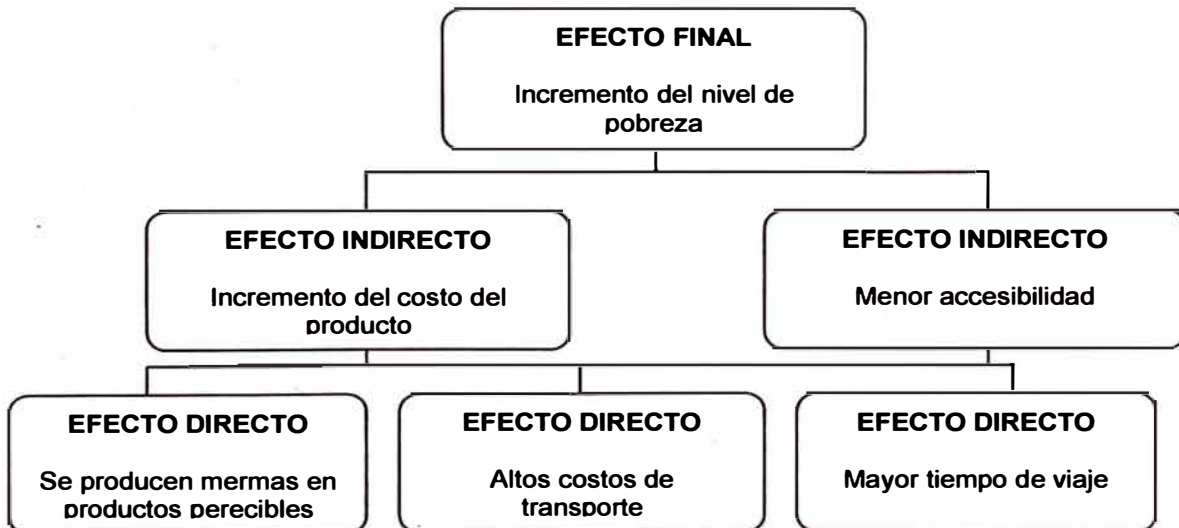 EFECTO FINAL
Incremento del nivel de
pobreza
EFECTO INDIRECTO
Incremento del costo del
producto
EFECTO INDIRECTO
Menor accesibilidad
EFECTO DIRECTO
Se producen mermas en
productos perecibles
EFECTO DIRECTO
Altos costos de
transporte
EFECTO DIRECTO
Mayor tiempo de viaje